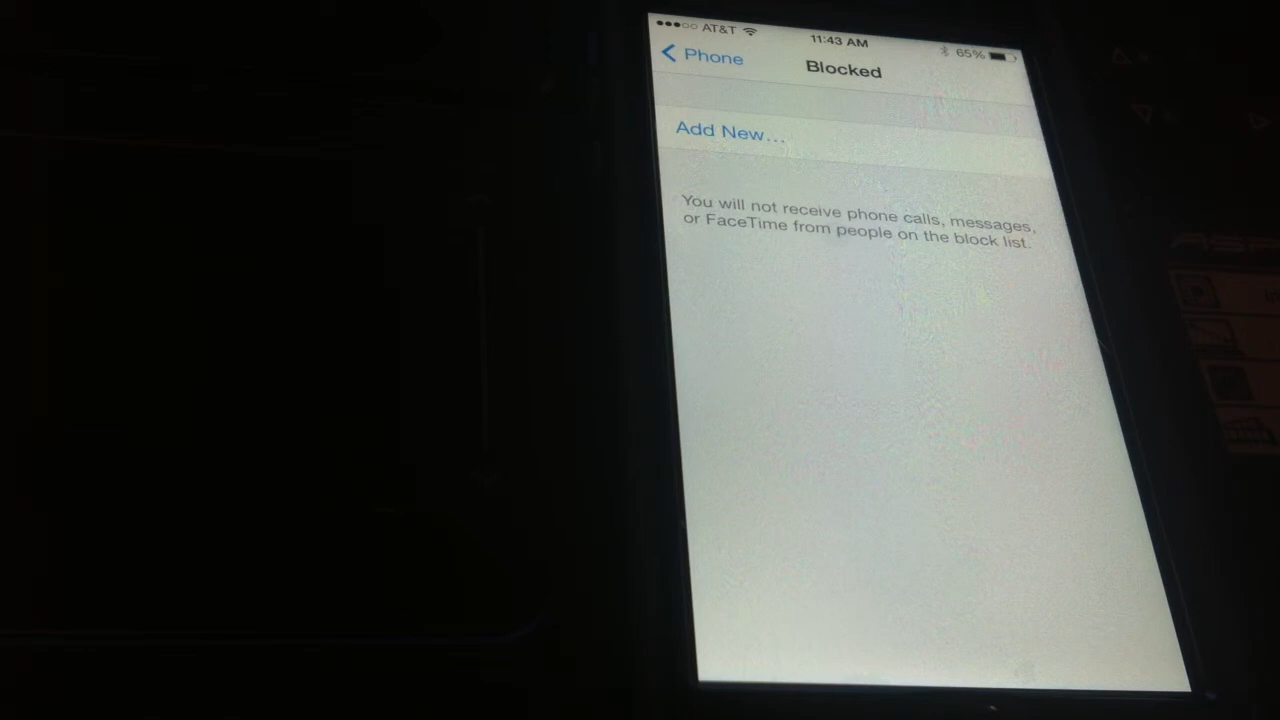 AT&T 11:43 AM 65%
Phone Blocked
Add New...
You will not receive phone calls, messages,
or FaceTime from people on the block list.